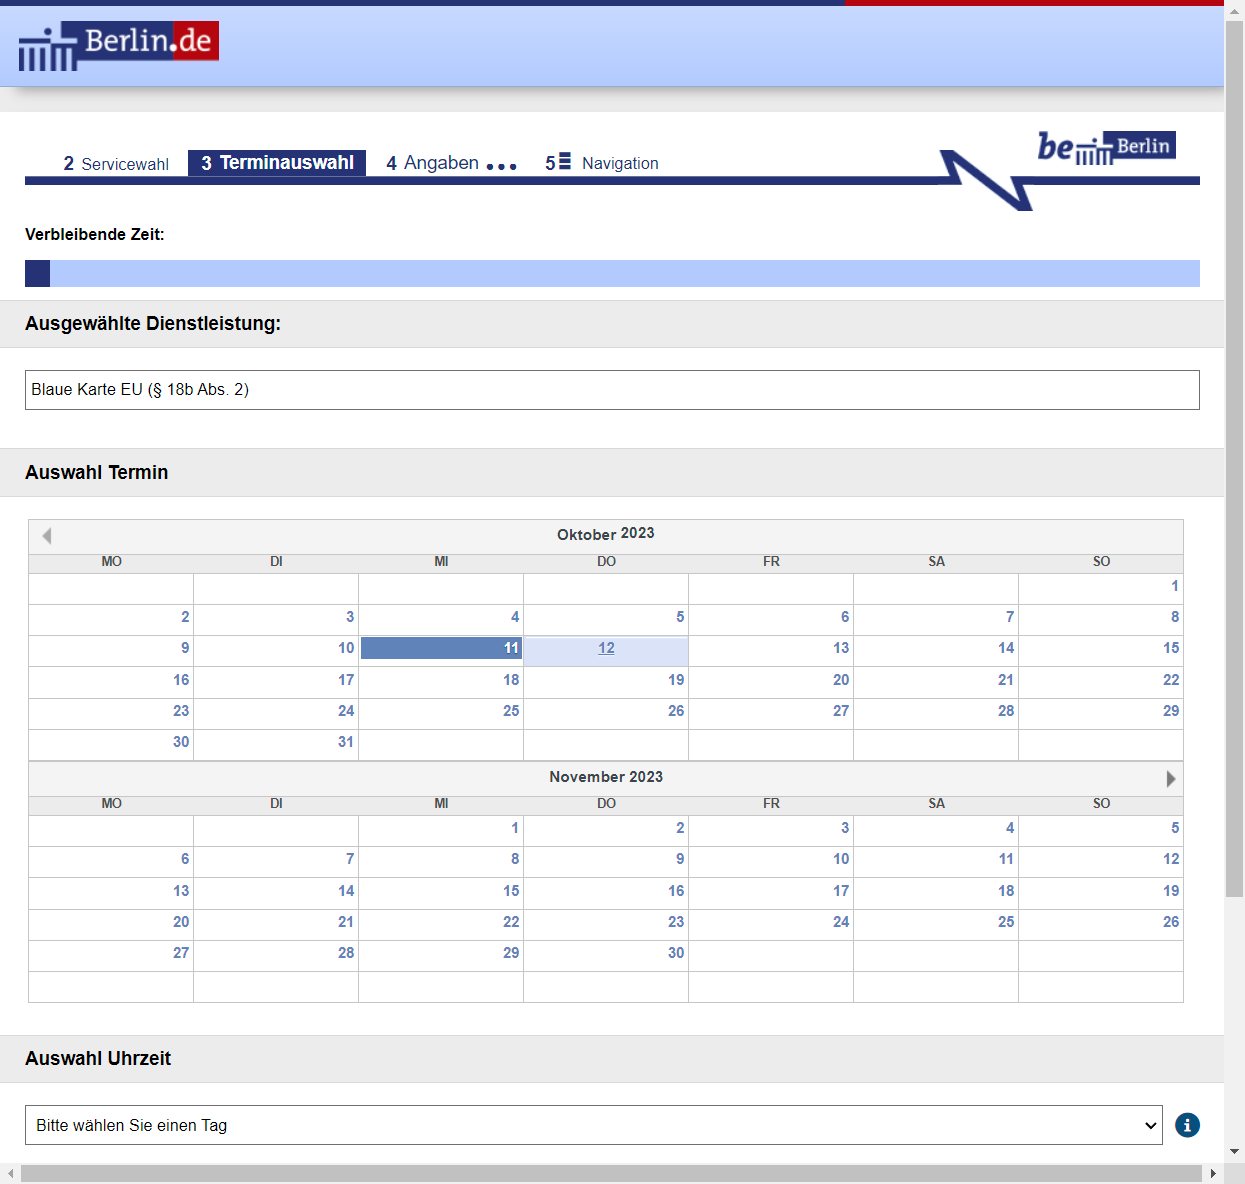 Berlin.de
be Berlin
2 Servicewahl 3 Terminauswahl 4 Angaben ... 5 Navigation
Verbleibende Zeit:
Ausgewählte Dienstleistung:
Blaue Karte EU (§ 18b Abs. 2)
Auswahl Termin
Oktober 2023
MO DI MI DO FR SA SO
1
2 3 4 5 6 7 8
9 10 11 12 13 14 15
16 17 18 19 20 21 22
23 24 25 26 27 28 29
30 31
November 2023
MO DI MI DO FR SA SO
1 2 3 4 5
6 7 8 9 10 11 12
13 14 15 16 17 18 19
20 21 22 23 24 25 26
27 28 29 30
Auswahl Uhrzeit
Bitte wählen Sie einen Tag